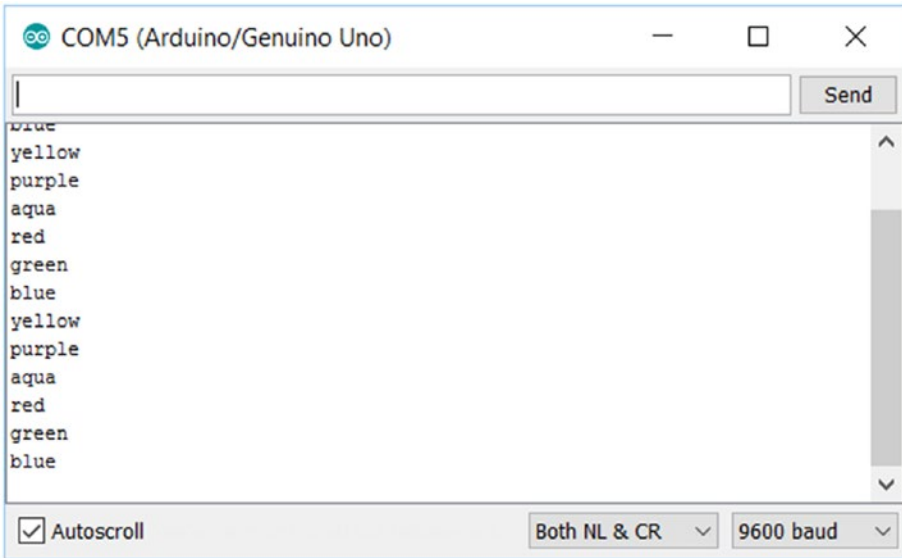 COM5 (Arduino/Genuino Uno)
Send
blue
yellow
purple
aqua
red
green
blue
yellow
purple
aqua
red
green
blue
Autoscroll
Both NL & CR
9600 baud